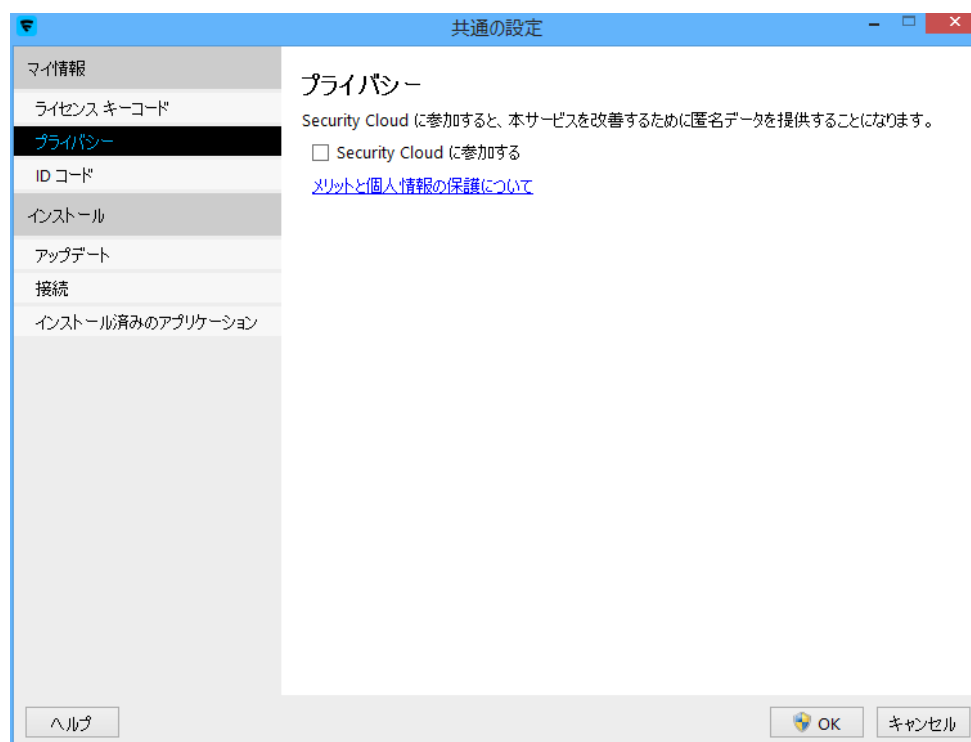 共通の設定
マイ情報
ライセンス キーコード
プライバシー
ID コード
インストール
アップデート
接続
インストール済みのアプリケーション
プライバシー
Security Cloud に参加すると、本サービスを改善するために匿名データを提供することになります。
Security Cloud に参加する
メリットと個人情報の保護について
ヘルプ
OK
キャンセル